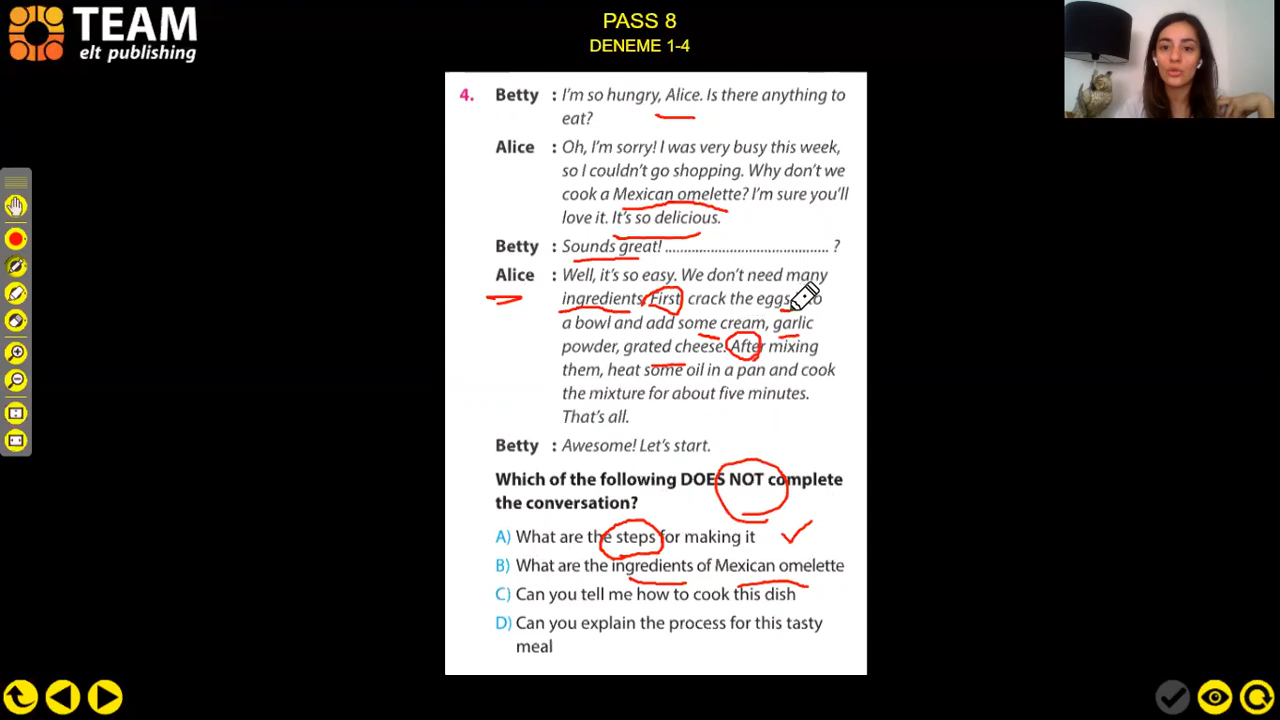 TEAM
elt publishing
PASS 8
DENEME 1-4
4. Betty : I'm so hungry, Alice. Is there anything to
eat?
Alice : Oh, I'm sorry! I was very busy this week,
so I couldn't go shopping. Why don't we
cook a Mexican omelette? I'm sure you'll
love it. It's so delicious.
Betty : Sounds great! .......................................... ?
Alice : Well, it's so easy. We don't need many
ingredients. First, crack the eggs
a bowl and add some cream, garlic
powder, grated cheese. After mixing
them, heat some oil in a pan and cook
the mixture for about five minutes.
That's all.
Betty : Awesome! Let's start.
Which of the following DOES NOT complete
the conversation?
A) What are the steps for making it
B) What are the ingredients of Mexican omelette
C) Can you tell me how to cook this dish
D) Can you explain the process for this tasty
meal